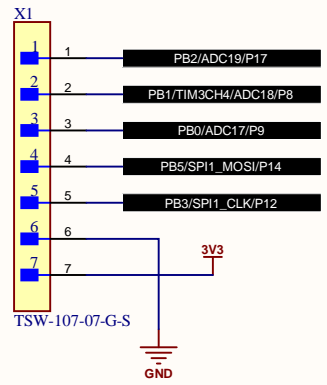 X1
1 1 PB2/ADC19/P17
2 2 PB1/TIM3CH4/ADC18/P8
3 3 PB0/ADC17/P9
4 4 PB5/SPI1_MOSI/P14
5 5 PB3/SPI1_CLK/P12
6 6
3V3
7 7
TSW-107-07-G-S
GND